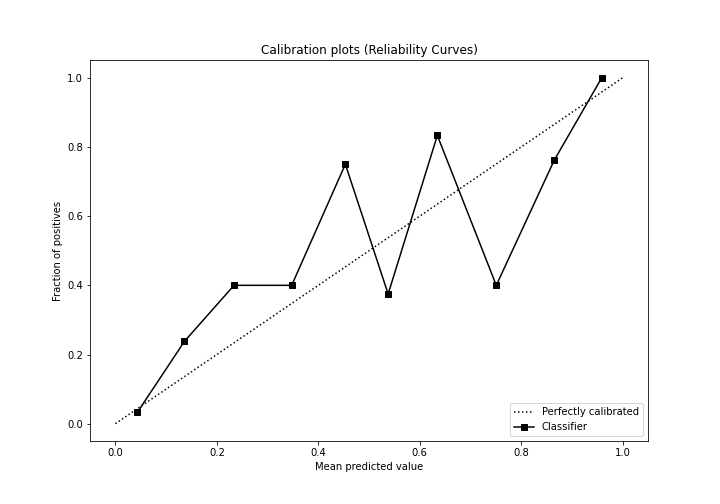 Calibration plots (Reliability Curves)
1.0
0.8
0.6
0.4
0.2
0.0
Fraction of positives
0.0 0.2 0.4 0.6 0.8 1.0
Mean predicted value
Perfectly calibrated
Classifier